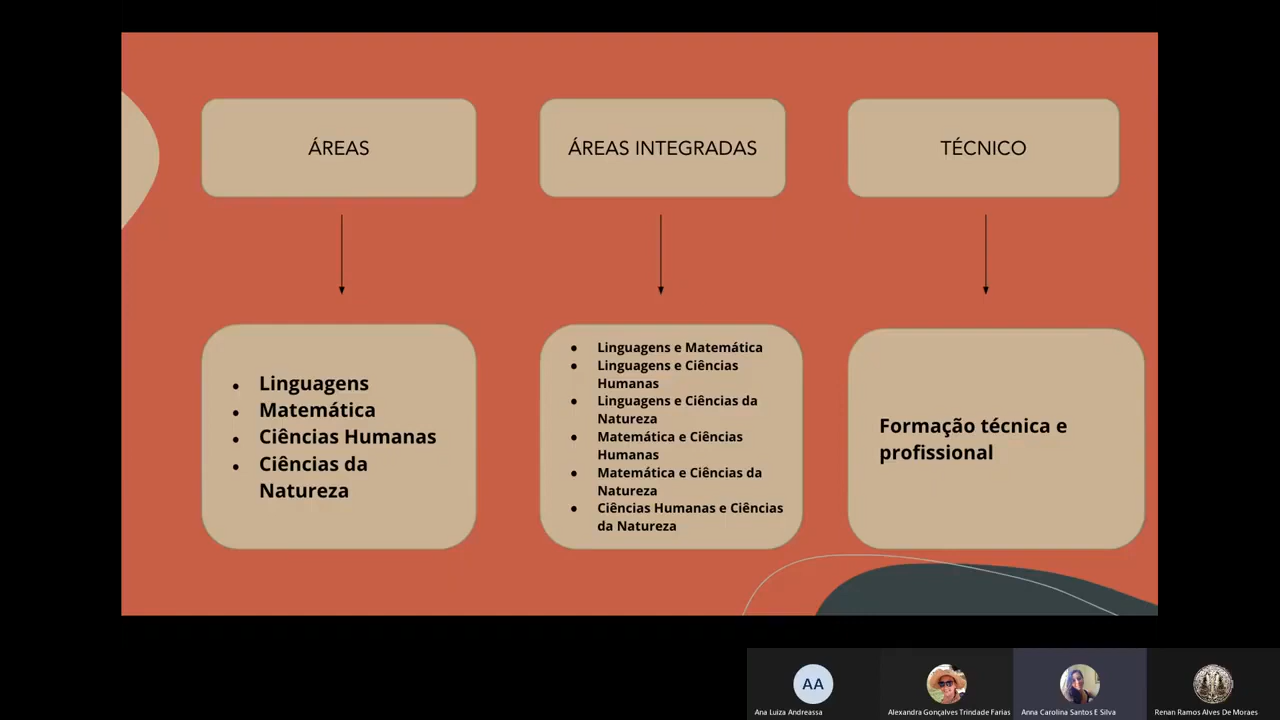 ÁREAS
ÁREAS INTEGRADAS
TÉCNICO
• Linguagens
• Matemática
• Ciências Humanas
• Ciências da
Natureza
• Linguagens e Matemática
• Linguagens e Ciências
Humanas
• Linguagens e Ciências da
Natureza
• Matemática e Ciências
Humanas
• Matemática e Ciências da
Natureza
• Ciências Humanas e Ciências
da Natureza
Formação técnica e
profissional
AA
Ana Luiza Andreassa
Alexandra Gonçalves Trindade Farias
Anna Carolina Santos E Silva
Renan Ramos Alves De Moraes